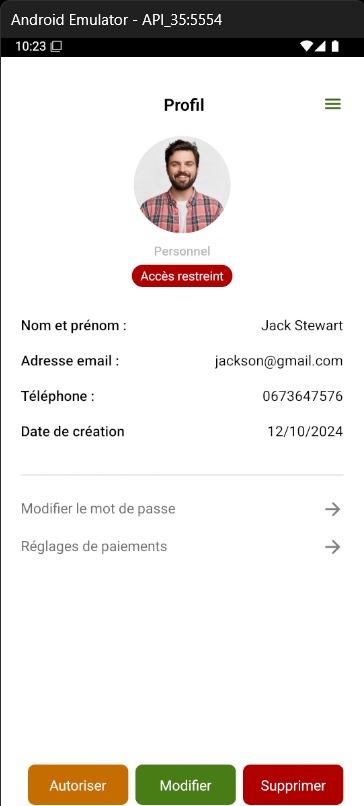 Android Emulator - API_35:5554
10:23
Profil
Personnel
Accès restreint
Nom et prénom : Jack Stewart
Adresse email : jackson@gmail.com
Téléphone : 0673647576
Date de création 12/10/2024
Modifier le mot de passe
Réglages de paiements
Autoriser Modifier Supprimer